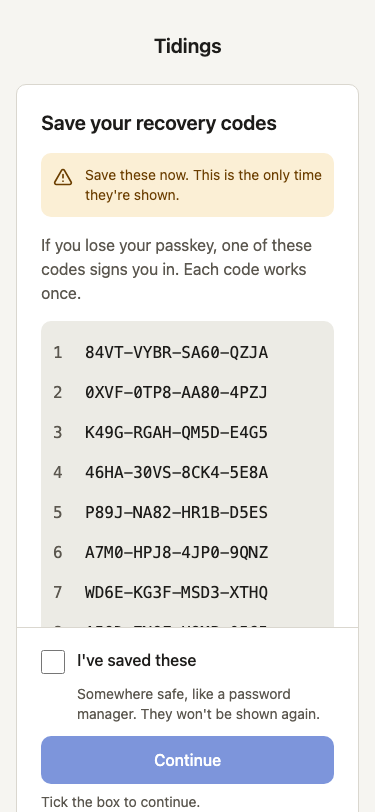 Tidings
Save your recovery codes
Save these now. This is the only time
they're shown.
If you lose your passkey, one of these
codes signs you in. Each code works
once.
1 84VT-VYBR-SA60-QZJA
2 0XVF-0TP8-AA80-4PZJ
3 K49G-RGAH-QM5D-E4G5
4 46HA-30VS-8CK4-5E8A
5 P89J-NA82-HR1B-D5ES
6 A7M0-HPJ8-4JP0-9QNZ
7 WD6E-KG3F-MSD3-XTHQ
I've saved these
Somewhere safe, like a password
manager. They won't be shown again.
Continue
Tick the box to continue.